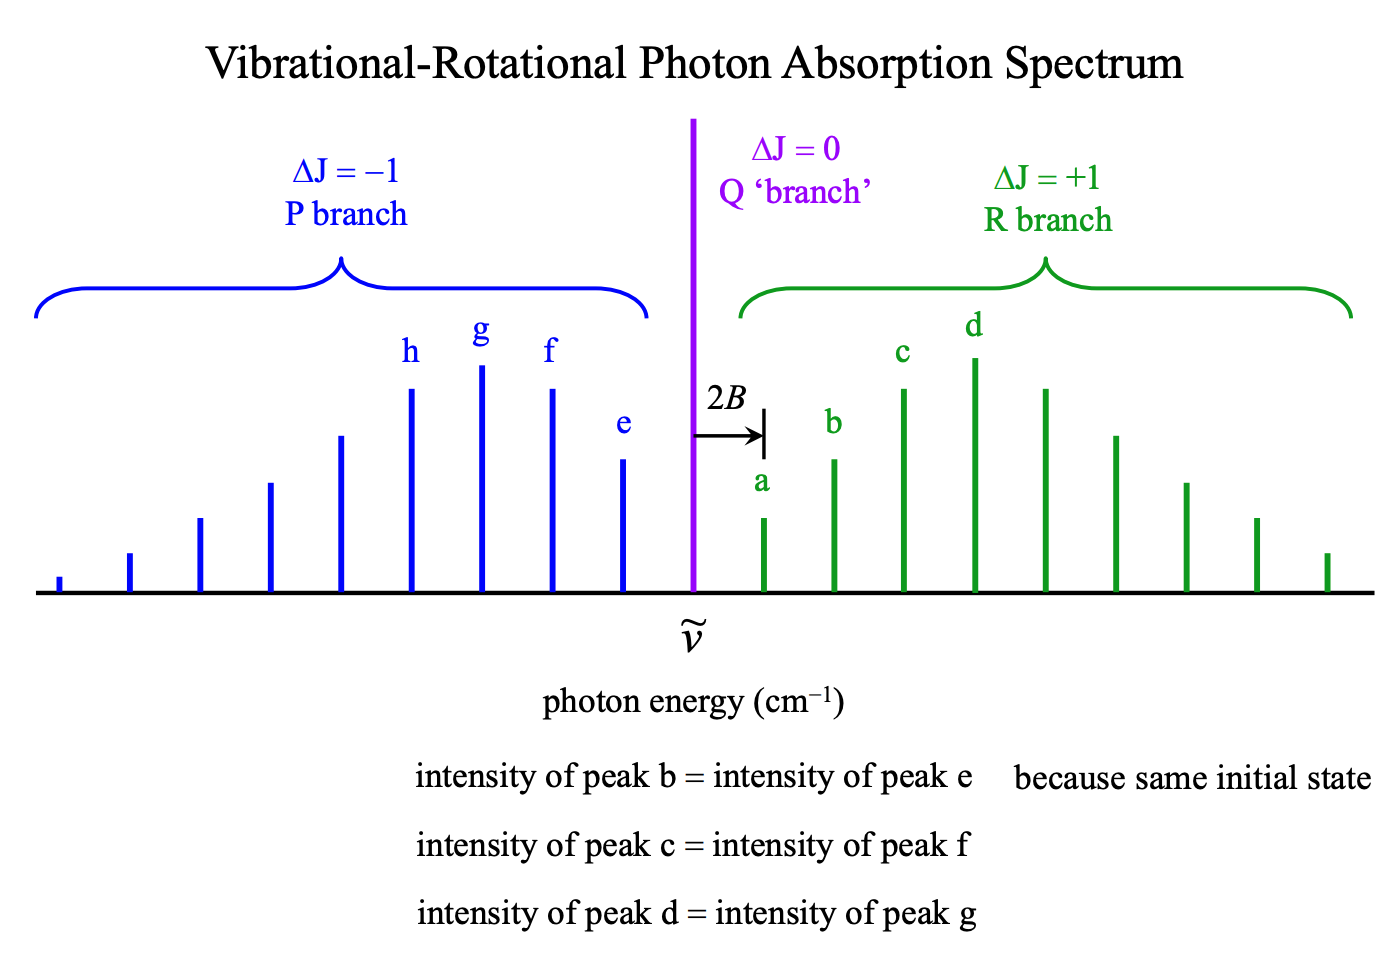 Vibrational-Rotational Photon Absorption Spectrum
ΔJ = –1
P branch
ΔJ = 0
Q ‘branch’
ΔJ = +1
R branch
h
g
f
e
2B
a
b
c
d
ṽ
photon energy (cm⁻¹)
intensity of peak b = intensity of peak e because same initial state
intensity of peak c = intensity of peak f
intensity of peak d = intensity of peak g